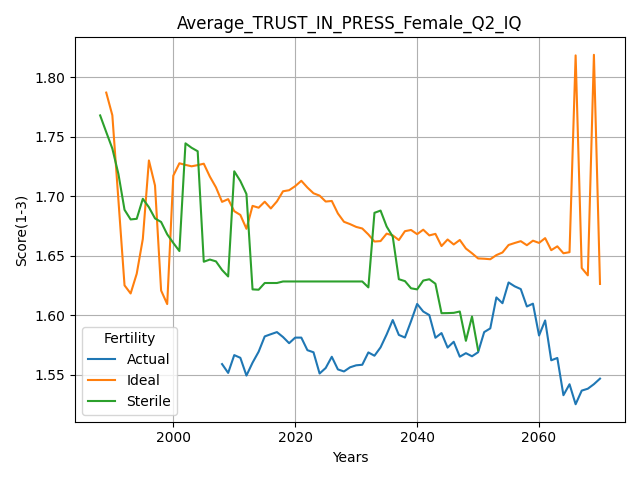 Average_TRUST_IN_PRESS_Female_Q2_IQ
Score(1-3)
1.80
1.75
1.70
1.65
1.60
1.55
Fertility
Actual
Ideal
Sterile
2000
2020
2040
2060
Years